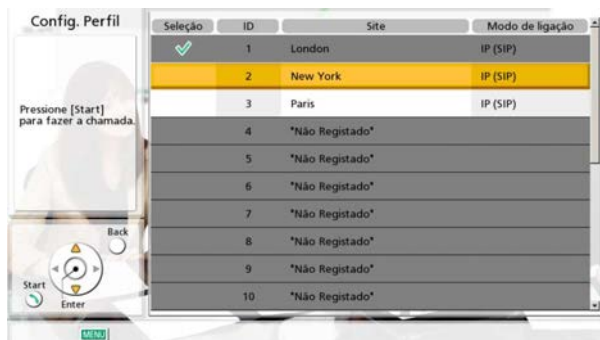 Config. Perfil
Pressione [Start]
para fazer a chamada.
Back
Start
Enter
MENU
Seleção ID Site Modo de ligação
1 London IP (SIP)
2 New York IP (SIP)
3 Paris IP (SIP)
4 "Não Registado"
5 "Não Registado"
6 "Não Registado"
7 "Não Registado"
8 "Não Registado"
9 "Não Registado"
10 "Não Registado"